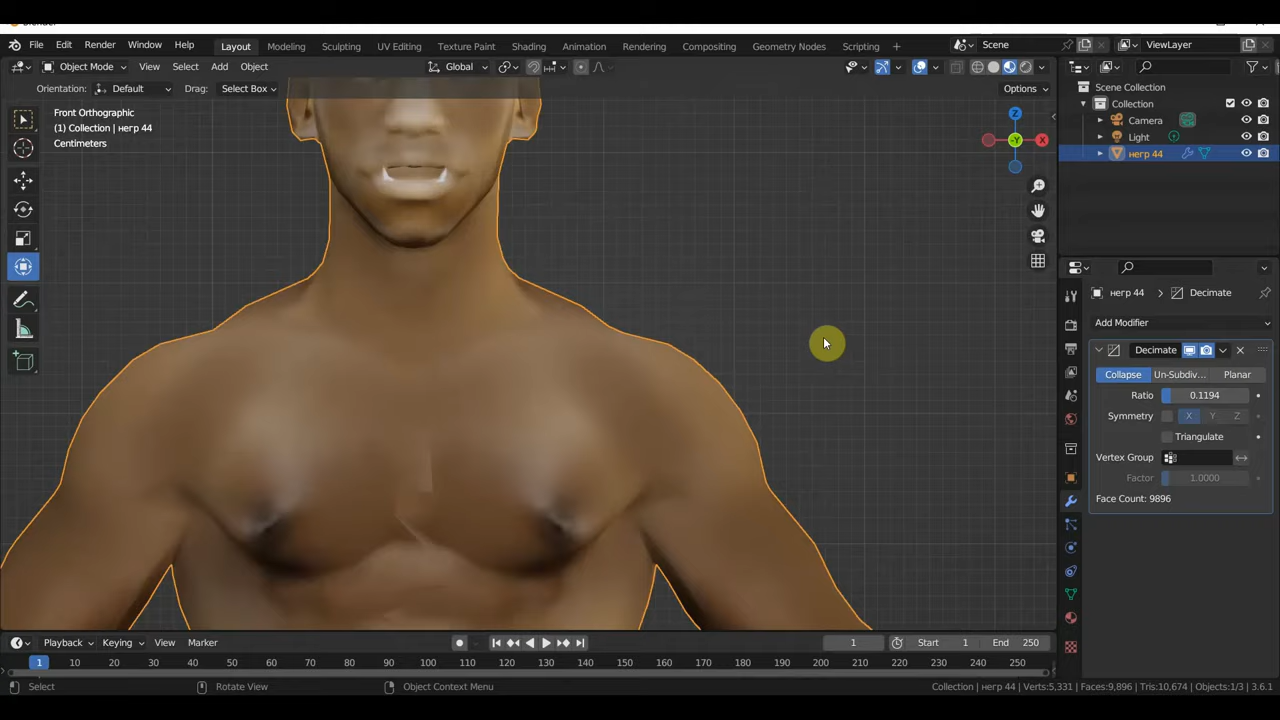 File Edit Render Window Help Layout Modeling Sculpting UV Editing Texture Paint Shading Animation Rendering Compositing Geometry Nodes Scripting + Scene ViewLayer
Object Mode View Select Add Object Global
Orientation: Default Drag: Select Box Options
Front Orthographic
(1) Collection | негр 44
Centimeters
Z
-Y
X
Scene Collection
Collection
Camera
Light
негр 44
негр 44 > Decimate
Add Modifier
Decimate
Collapse Un-Subdiv... Planar
Ratio 0.1194
Symmetry X Y Z
Triangulate
Vertex Group
Factor 1.0000
Face Count: 9896
Playback Keying View Marker 1 Start 1 End 250
1 10 20 30 40 50 60 70 80 90 100 110 120 130 140 150 160 170 180 190 200 210 220 230 240 250
Select Rotate View Object Context Menu Collection | негр 44 | Verts:5,331 | Faces:9,896 | Tris:10,674 | Objects:1/3 | 3.6.1